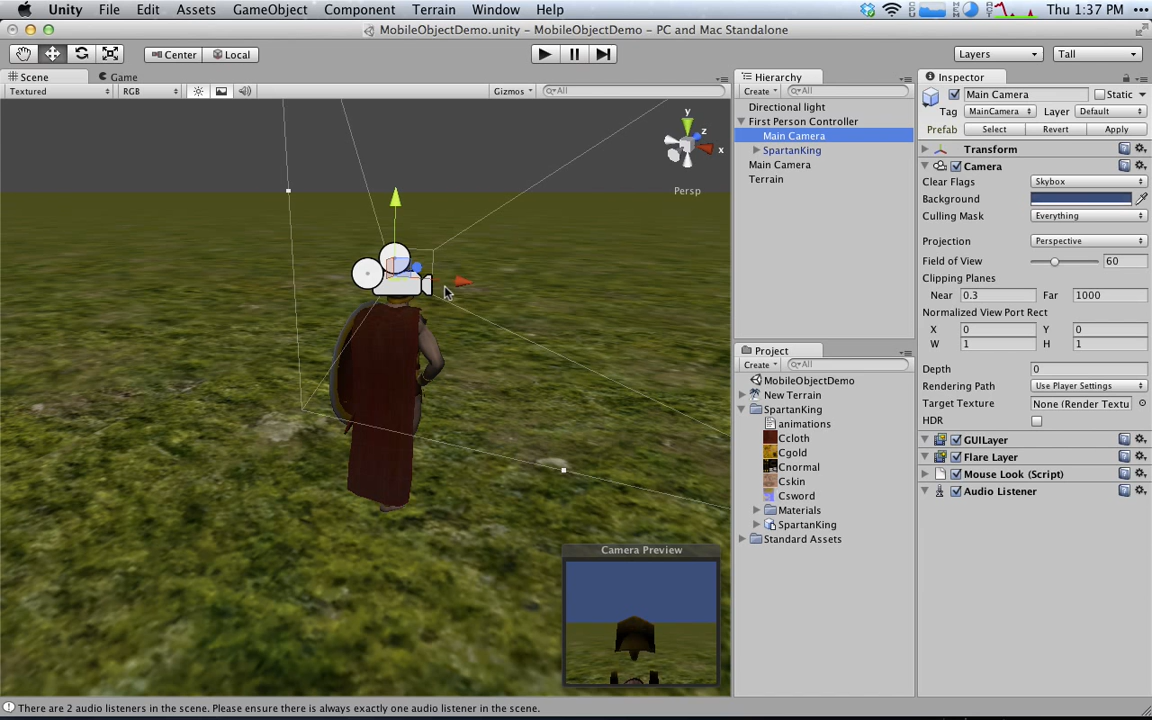 Unity File Edit Assets GameObject Component Terrain Window Help Thu 1:37 PM
MobileObjectDemo.unity - MobileObjectDemo - PC and Mac Standalone
Center Local Layers Tall
Scene Game
Textured RGB Gizmos All
y
z
x
Persp
Camera Preview
Hierarchy
Create All
Directional light
First Person Controller
Main Camera
SpartanKing
Main Camera
Terrain
Project
Create All
MobileObjectDemo
New Terrain
SpartanKing
animations
Ccloth
Cgold
Cnormal
Cskin
Csword
Materials
SpartanKing
Standard Assets
Inspector
Main Camera Static
Tag MainCamera Layer Default
Prefab Select Revert Apply
Transform
Camera
Clear Flags Skybox
Background
Culling Mask Everything
Projection Perspective
Field of View 60
Clipping Planes
Near 0.3 Far 1000
Normalized View Port Rect
X 0 Y 0
W 1 H 1
Depth 0
Rendering Path Use Player Settings
Target Texture None (Render Textu
HDR
GUILayer
Flare Layer
Mouse Look (Script)
Audio Listener
There are 2 audio listeners in the scene. Please ensure there is always exactly one audio listener in the scene.